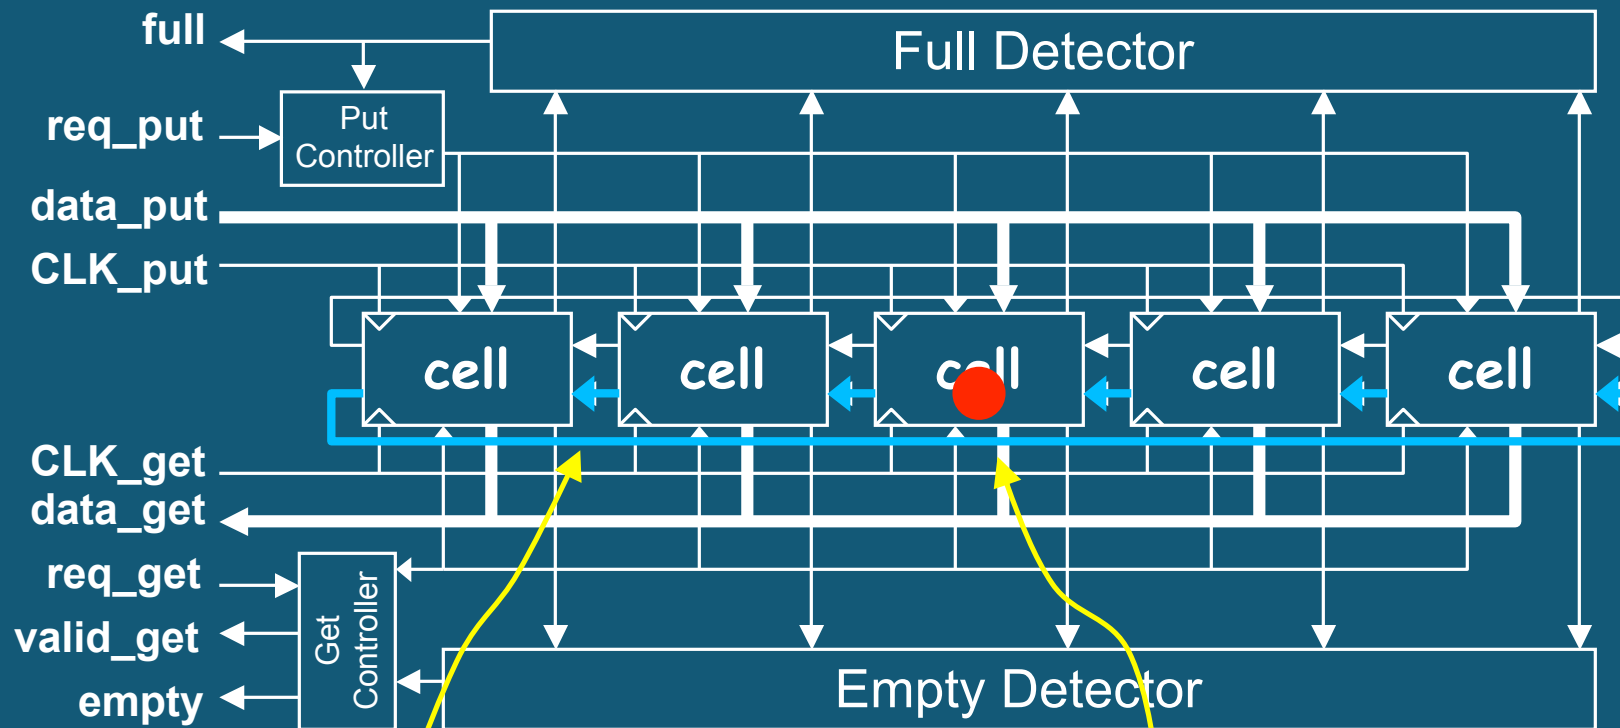 full
Full Detector
req_put
Put
Controller
data_put
CLK_put
cell
cell
cell
cell
cell
CLK_get
data_get
req_get
valid_get
empty
Get
Controller
Empty Detector